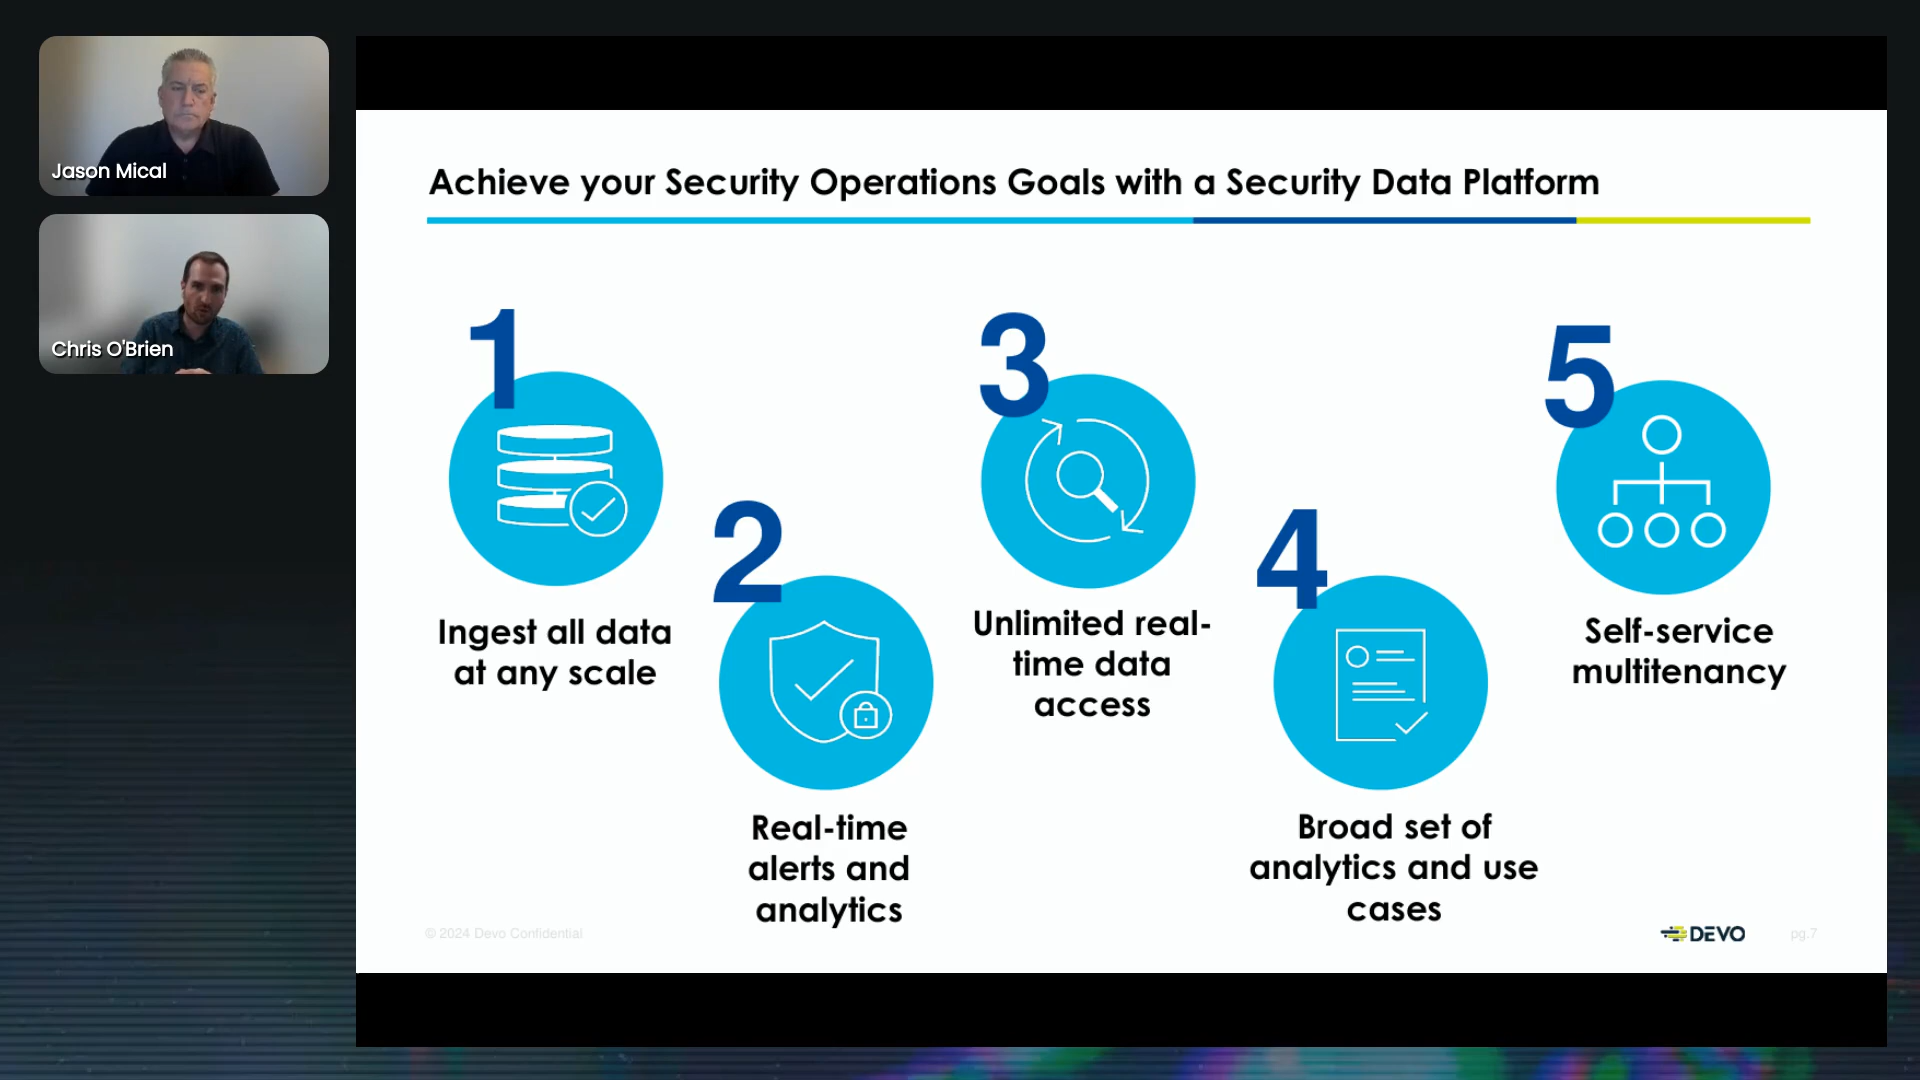 Jason Mical
Chris O'Brien
Achieve your Security Operations Goals with a Security Data Platform
1
Ingest all data
at any scale
2
Real-time
alerts and
analytics
3
Unlimited real-
time data
access
4
Broad set of
analytics and use
cases
5
Self-service
multitenancy
© 2024 Devo Confidential
DEVO
pg.7